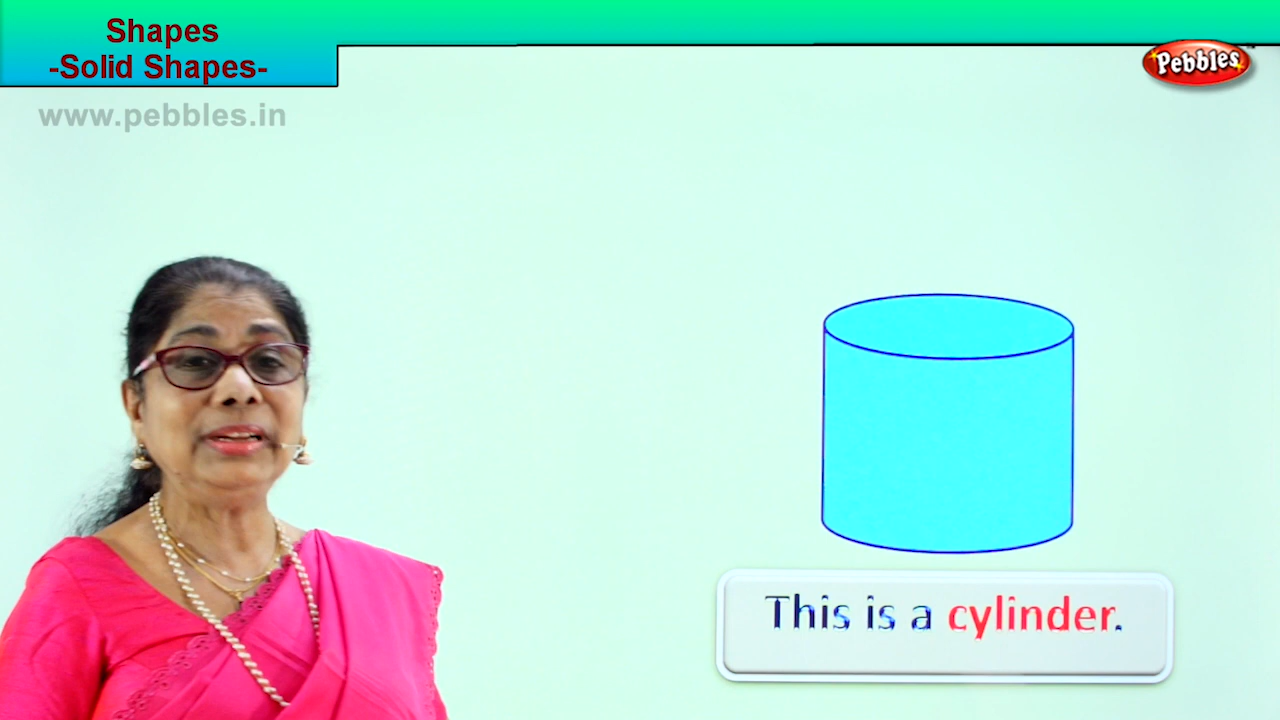 Shapes
-Solid Shapes-
Pebbles
www.pebbles.in
This is a cylinder.